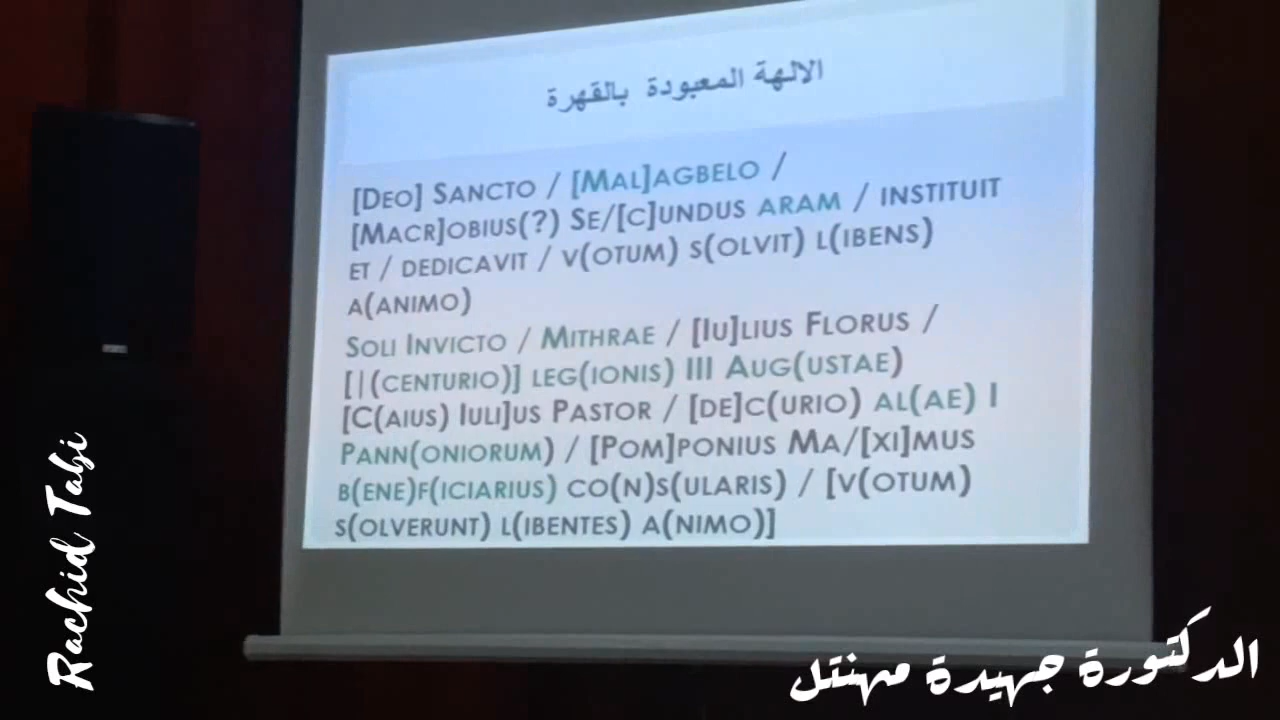 الالهة المعبودة بالقهرة
[DEO] SANCTO / [MAL]AGBELO /
[MACR]OBIUS(?) SE/[C]UNDUS ARAM / INSTITUIT
ET / DEDICAVIT / V(OTUM) S(OLVIT) L(IBENS)
A(ANIMO)
SOLI INVICTO / MITHRAE / [IU]LIUS FLORUS /
[|(CENTURIO)] LEG(IONIS) III AUG(USTAE)
[C(AIUS) IULI]US PASTOR / [DE]C(URIO) AL(AE) I
PANN(ONIORUM) / [POM]PONIUS MA/[XI]MUS
B(ENE)F(ICIARIUS) CO(N)S(ULARIS) / [V(OTUM)
S(OLVERUNT) L(IBENTES) A(NIMO)]
Rachid Tabi
الدكتورة جهيدة مهنتل